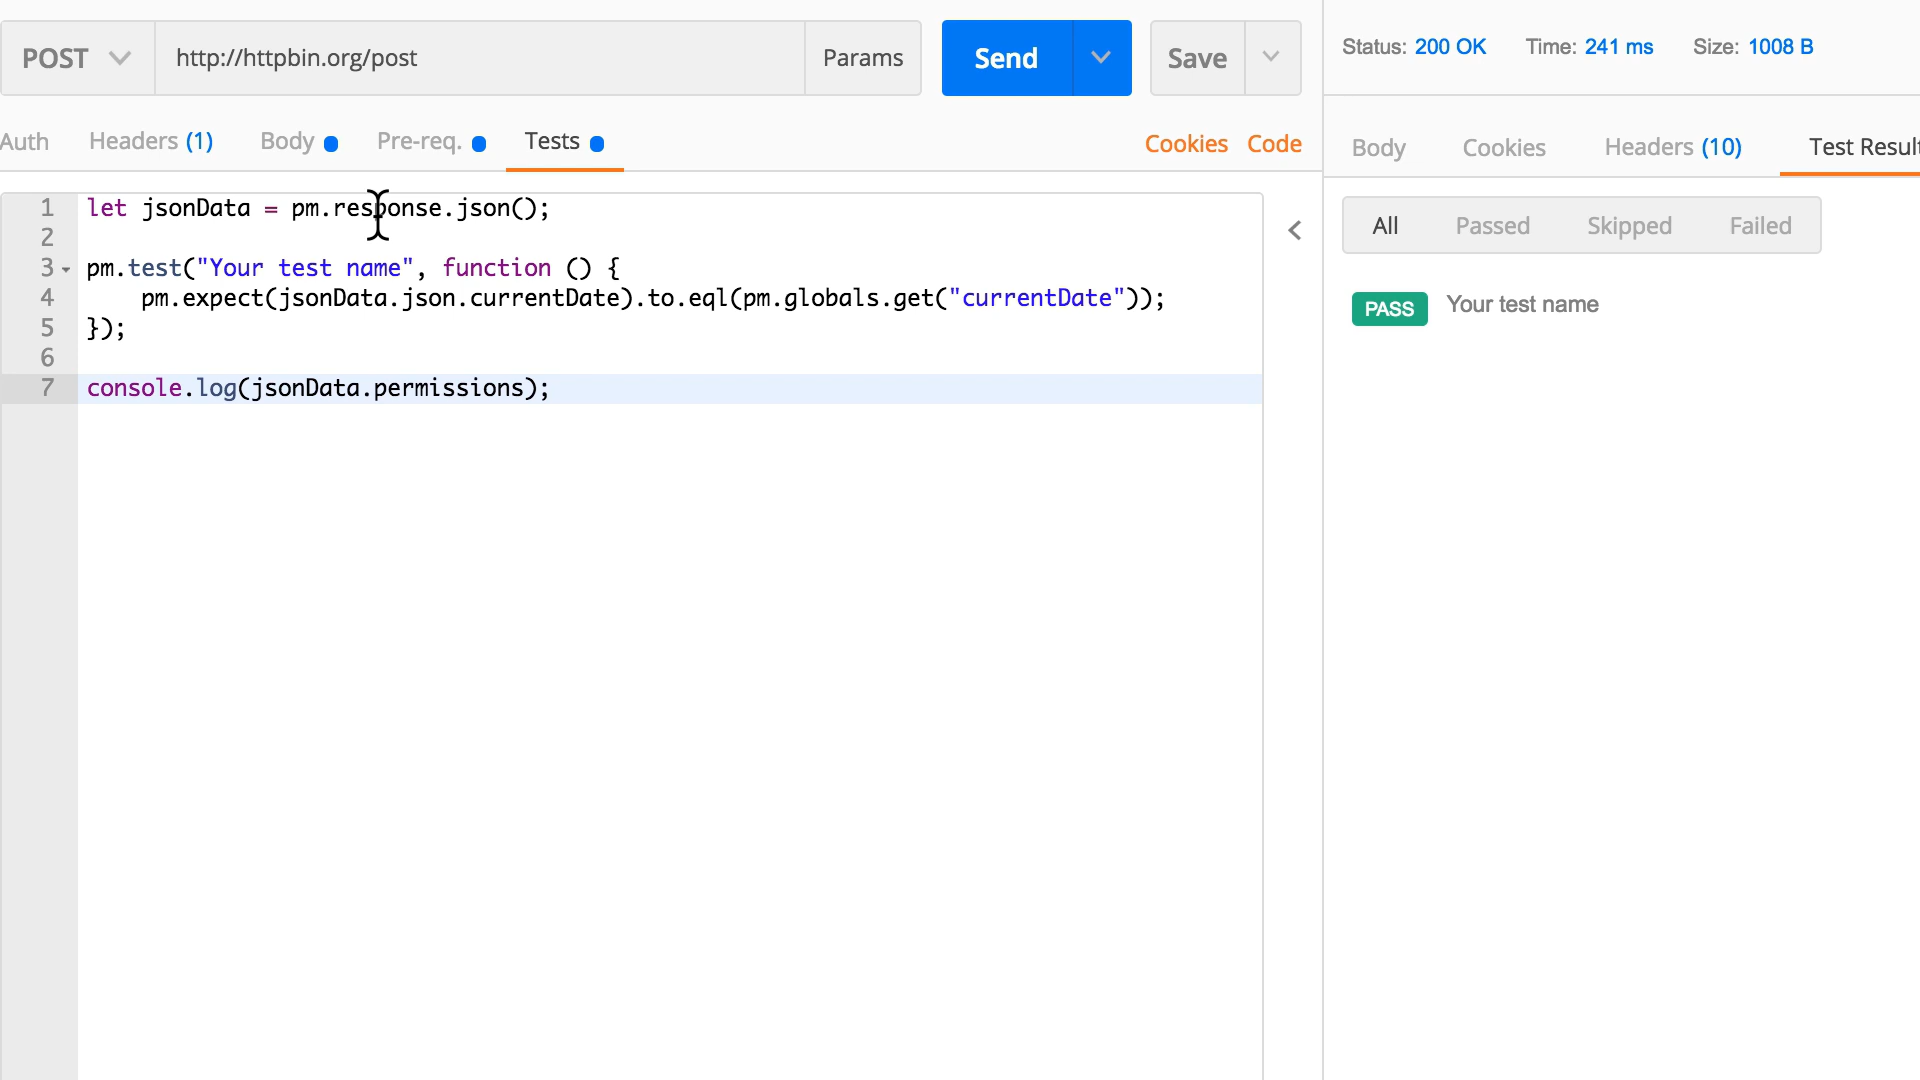 POST http://httpbin.org/post Params Send Save
Status: 200 OK Time: 241 ms Size: 1008 B
Auth Headers (1) Body Pre-req. Tests Cookies Code
Body Cookies Headers (10) Test Resul
1 let jsonData = pm.response.json();
2
3 pm.test("Your test name", function () {
4 pm.expect(jsonData.json.currentDate).to.eql(pm.globals.get("currentDate"));
5 });
6
7 console.log(jsonData.permissions);
All Passed Skipped Failed
PASS Your test name